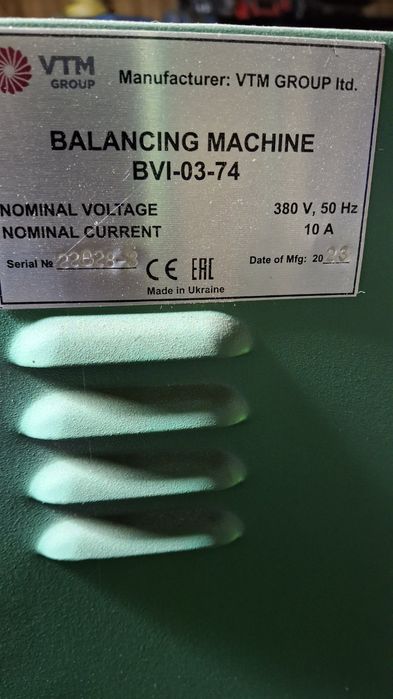 VTM
GROUP
Manufacturer: VTM GROUP ltd.
BALANCING MACHINE
BVI-03-74
NOMINAL VOLTAGE 380 V, 50 Hz
NOMINAL CURRENT 10 A
Serial № CE EAC Date of Mfg: 20
Made in Ukraine